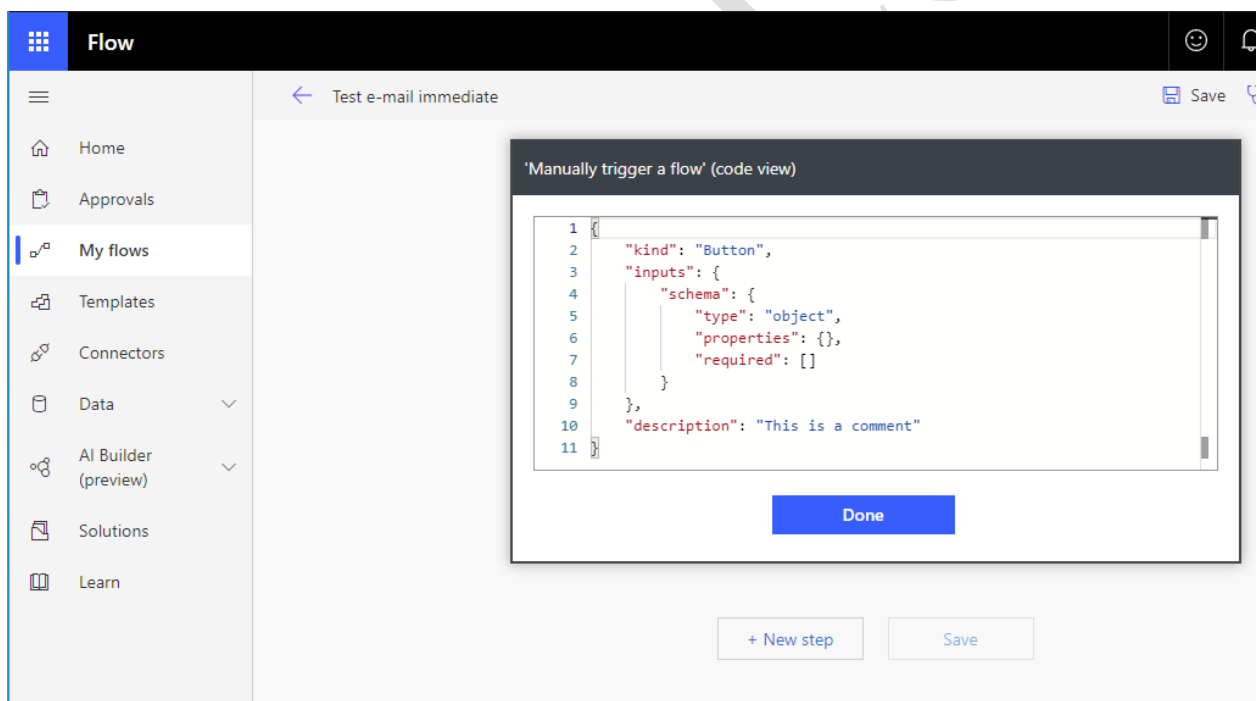 Flow
Test e-mail immediate
Save
Home
Approvals
My flows
Templates
Connectors
Data
AI Builder
(preview)
Solutions
Learn
'Manually trigger a flow' (code view)
1 {
2 "kind": "Button",
3 "inputs": {
4 "schema": {
5 "type": "object",
6 "properties": {},
7 "required": []
8 }
9 },
10 "description": "This is a comment"
11 }
Done
+ New step
Save